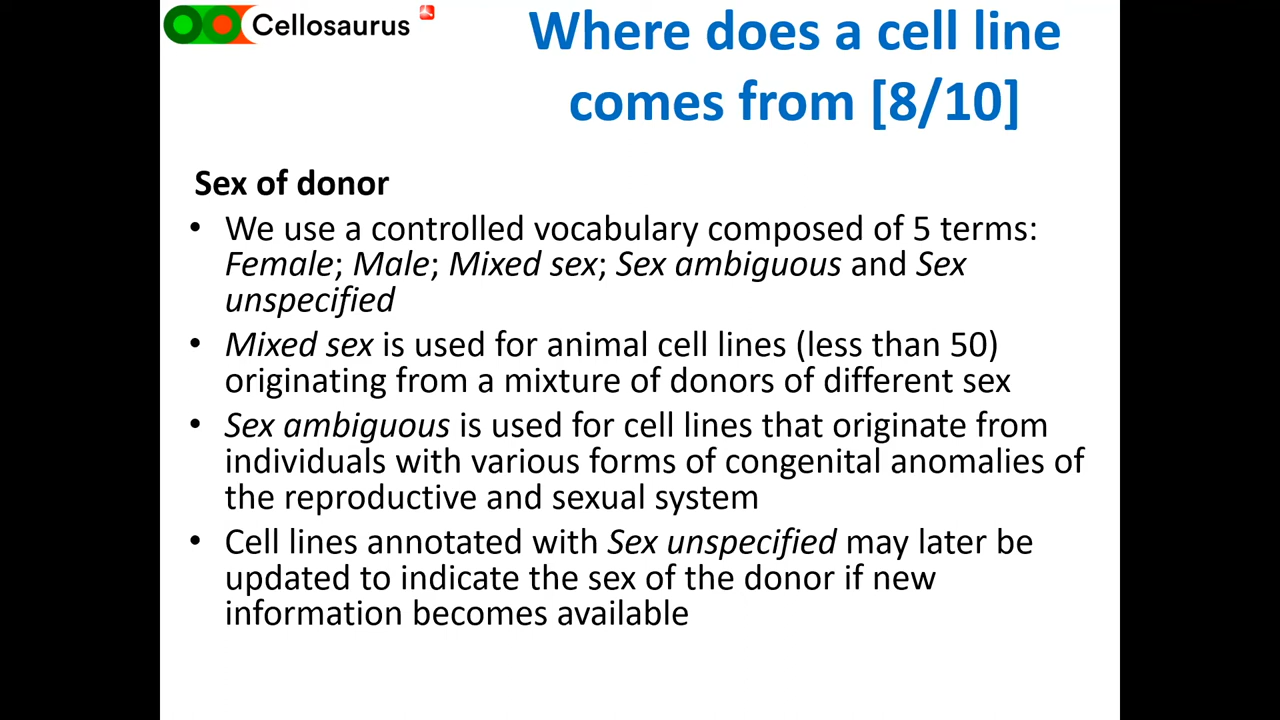 Cellosaurus
Where does a cell line
comes from [8/10]
Sex of donor
• We use a controlled vocabulary composed of 5 terms:
Female; Male; Mixed sex; Sex ambiguous and Sex
unspecified
• Mixed sex is used for animal cell lines (less than 50)
originating from a mixture of donors of different sex
• Sex ambiguous is used for cell lines that originate from
individuals with various forms of congenital anomalies of
the reproductive and sexual system
• Cell lines annotated with Sex unspecified may later be
updated to indicate the sex of the donor if new
information becomes available